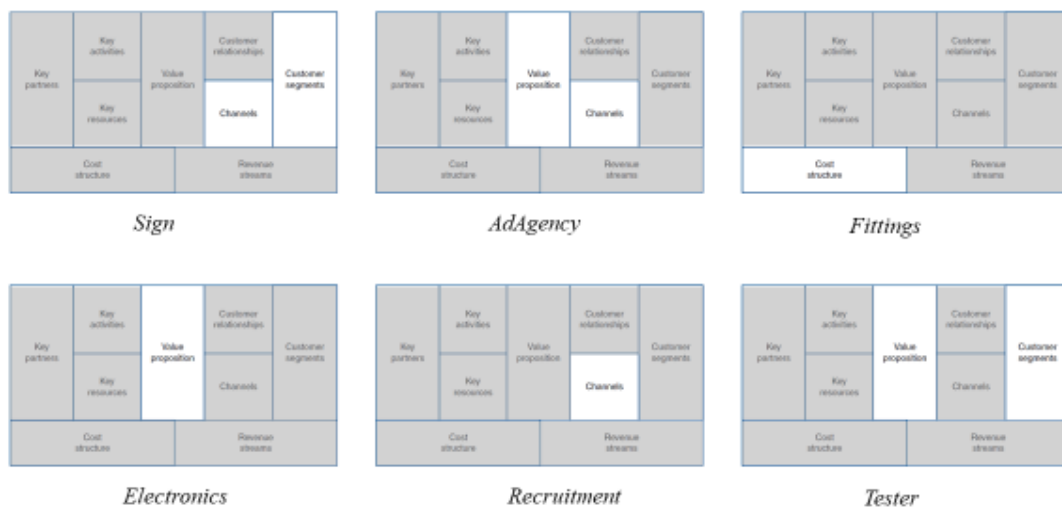 Key
partners
Key
activities
Key
resources
Value
proposition
Customer
relationships
Channels
Customer
segments
Cost
structure
Revenue
streams
Sign
Key
partners
Key
activities
Key
resources
Value
proposition
Customer
relationships
Channels
Customer
segments
Cost
structure
Revenue
streams
AdAgency
Key
partners
Key
activities
Key
resources
Value
proposition
Customer
relationships
Channels
Customer
segments
Cost
structure
Revenue
streams
Fittings
Key
partners
Key
activities
Key
resources
Value
proposition
Customer
relationships
Channels
Customer
segments
Cost
structure
Revenue
streams
Electronics
Key
partners
Key
activities
Key
resources
Value
proposition
Customer
relationships
Channels
Customer
segments
Cost
structure
Revenue
streams
Recruitment
Key
partners
Key
activities
Key
resources
Value
proposition
Customer
relationships
Channels
Customer
segments
Cost
structure
Revenue
streams
Tester